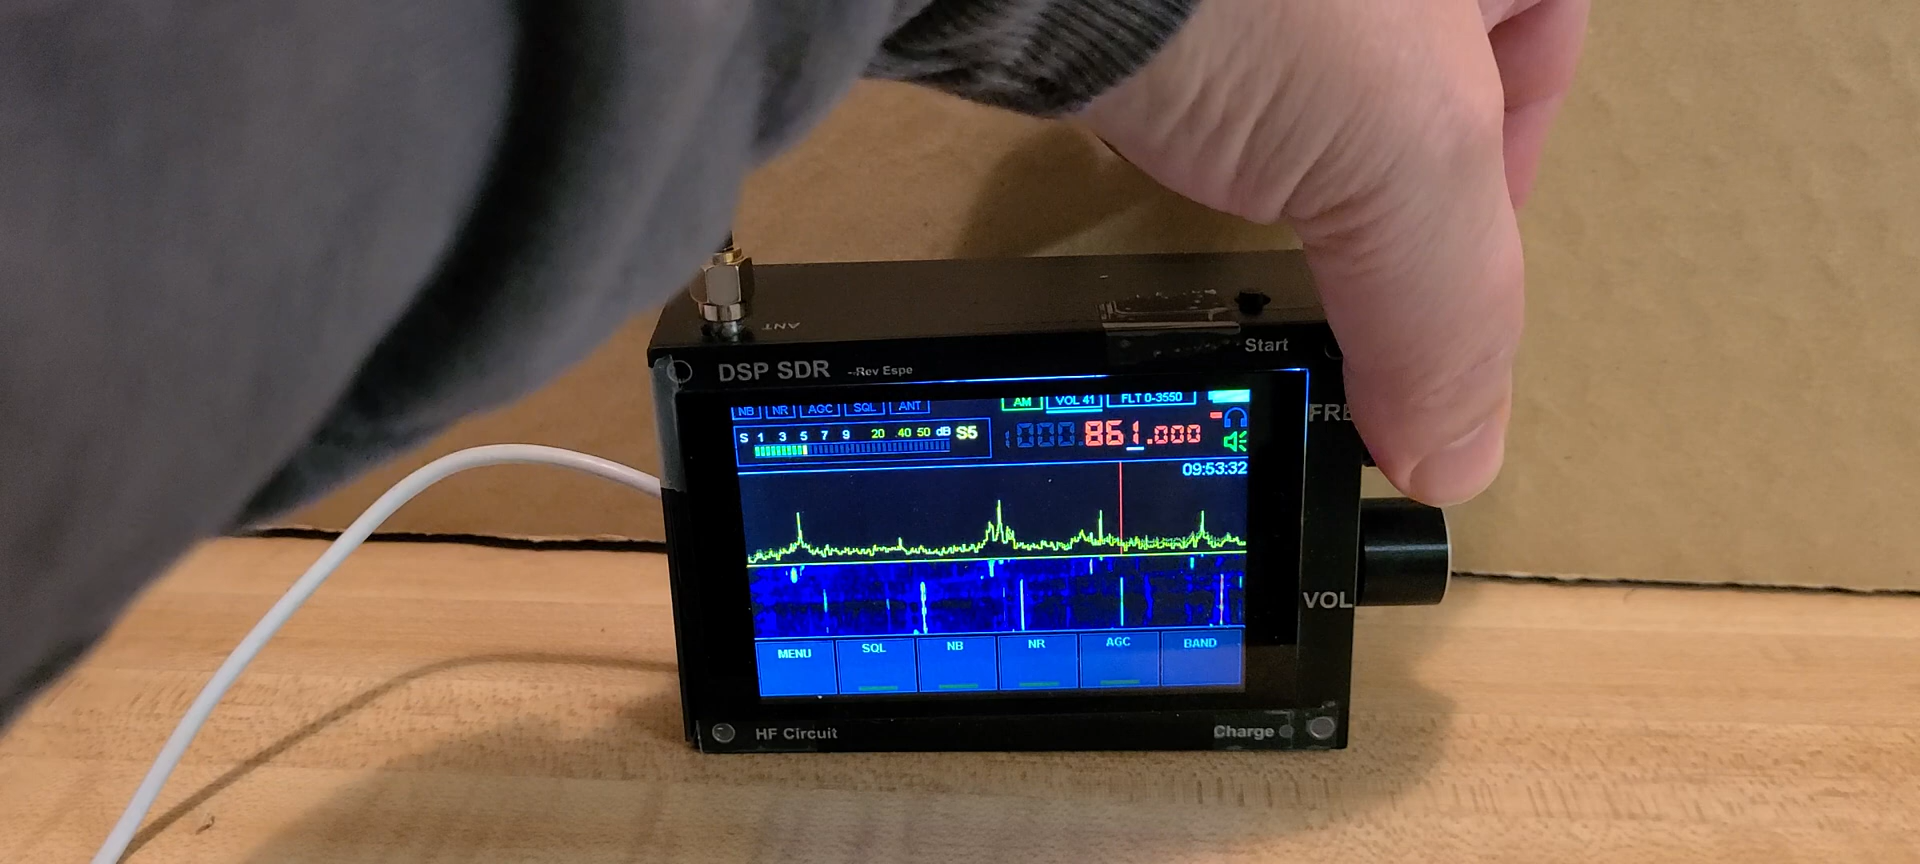 ANT
Start
DSP SDR --Rev Espe
FRE
NB NR AGC SQL ANT AM VOL 41 FLT 0-3550
S 1 3 5 7 9 20 40 50 dB S5
1000.861.000
09:53:32
VOL
MENU SQL NB NR AGC BAND
HF Circuit
Charge